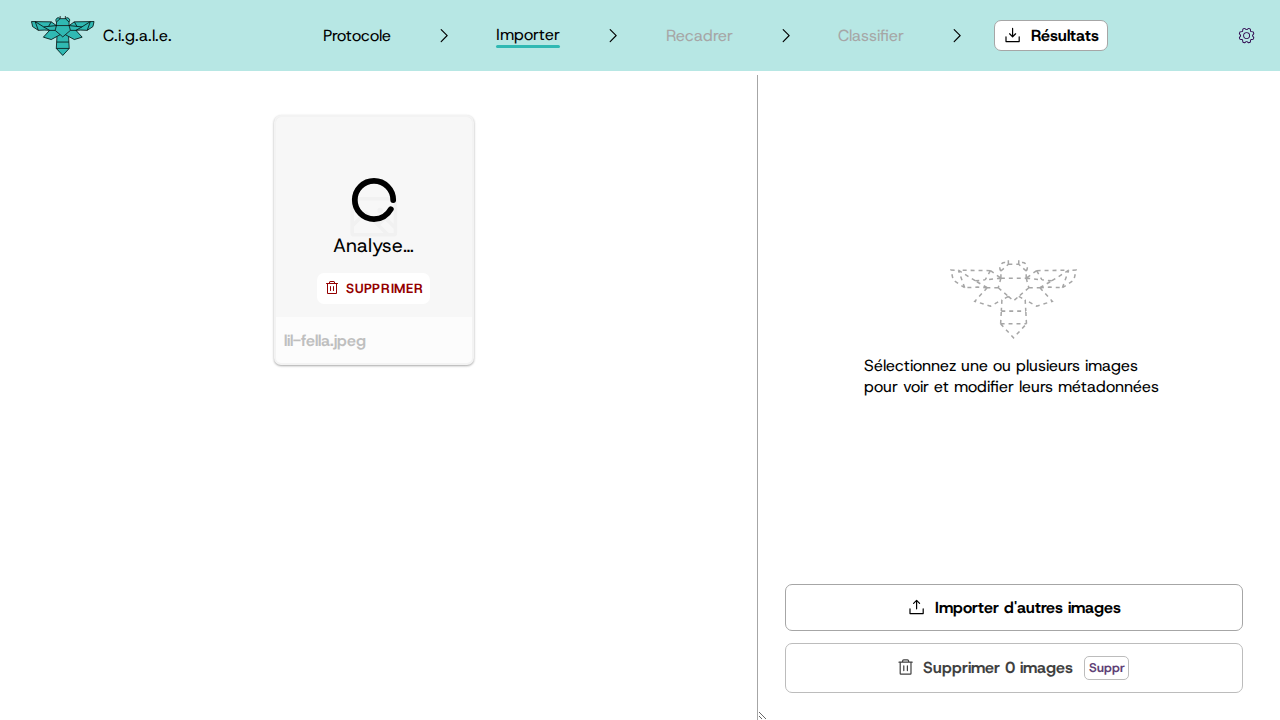 C.i.g.a.l.e.
Protocole
Importer
Recadrer
Classifier
Résultats
Analyse…
SUPPRIMER
lil-fella.jpeg
Sélectionnez une ou plusieurs images
pour voir et modifier leurs métadonnées
Importer d'autres images
Supprimer 0 images Suppr